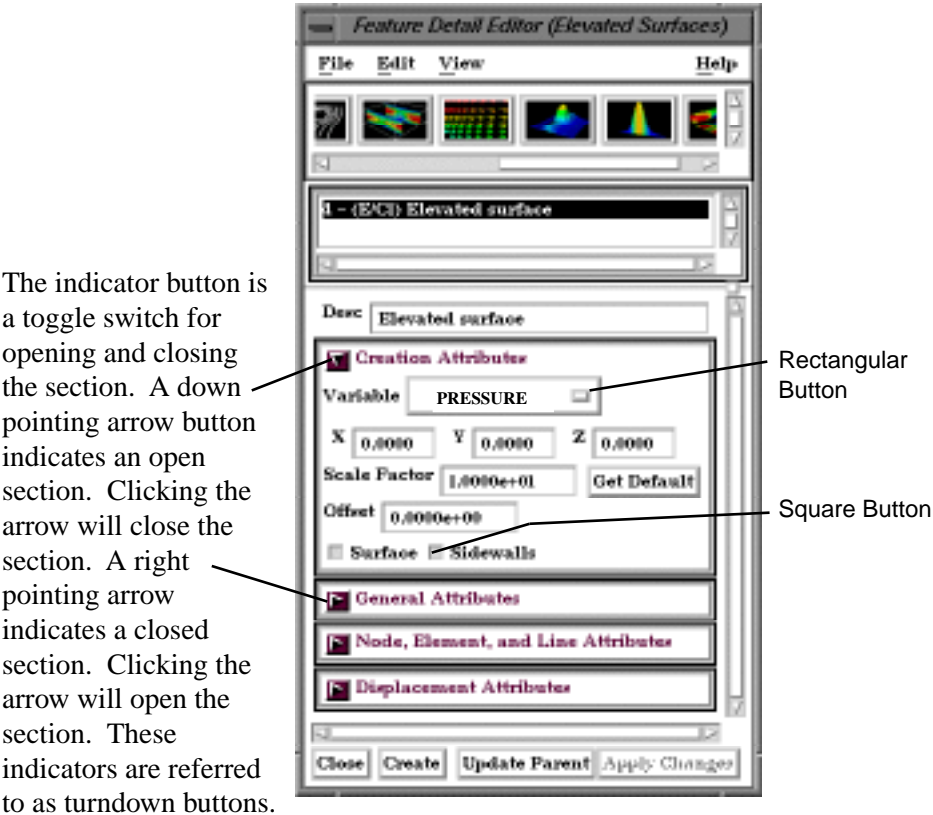 Feature Detail Editor (Elevated Surfaces)
File Edit View Help
1 - (E/CI) Elevated surface
Desc Elevated surface
Creation Attributes
Variable PRESSURE
X 0.0000 Y 0.0000 Z 0.0000
Scale Factor 1.0000e+01 Get Default
Offset 0.0000e+00
Surface Sidewalls
General Attributes
Node, Element, and Line Attributes
Displacement Attributes
Close Create Update Parent Apply Changes
The indicator button is
a toggle switch for
opening and closing
the section. A down
pointing arrow button
indicates an open
section. Clicking the
arrow will close the
section. A right
pointing arrow
indicates a closed
section. Clicking the
arrow will open the
section. These
indicators are referred
to as turndown buttons.
Rectangular
Button
Square Button